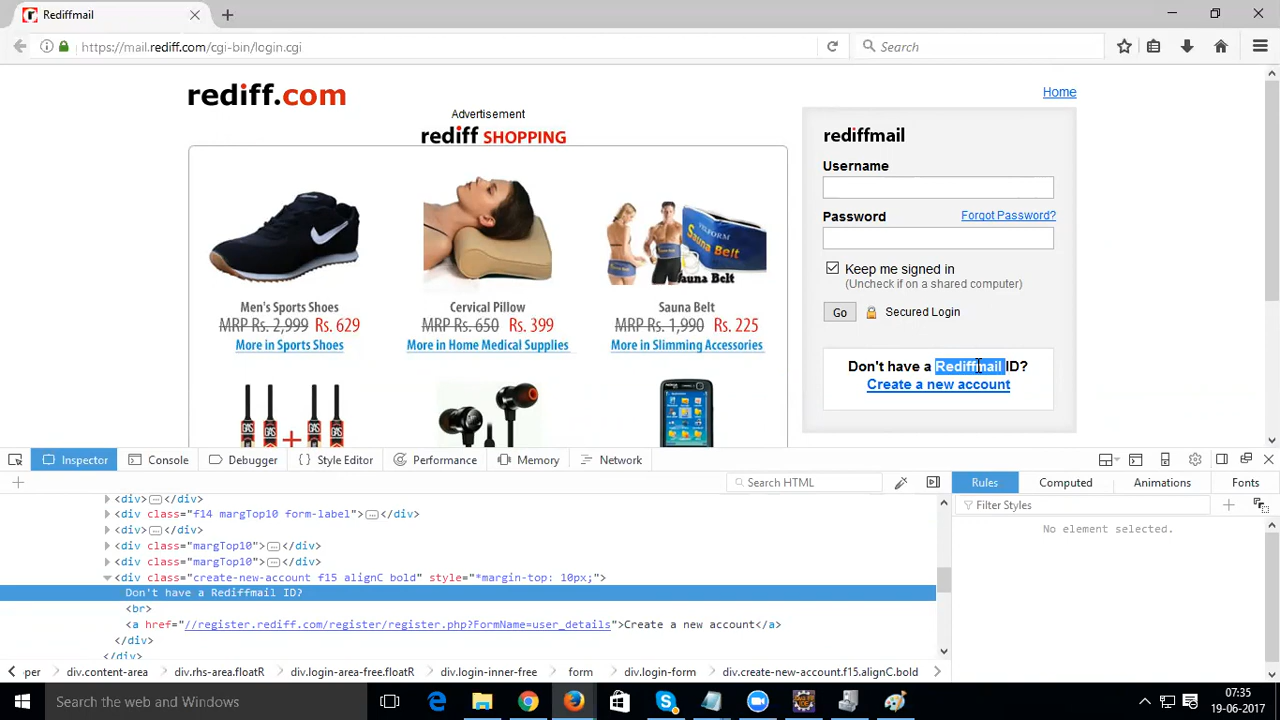 Rediffmail
https://mail.rediff.com/cgi-bin/login.cgi
Search
rediff.com
Home
Advertisement
rediff SHOPPING
rediffmail
Username
Password Forgot Password?
Keep me signed in
(Uncheck if on a shared computer)
Go Secured Login
Don't have a Rediffmail ID?
Create a new account
VELFORM
Sauna Belt
Sauna Belt
Men's Sports Shoes
MRP Rs. 2,999 Rs. 629
More in Sports Shoes
Cervical Pillow
MRP Rs. 650 Rs. 399
More in Home Medical Supplies
Sauna Belt
MRP Rs. 1,990 Rs. 225
More in Slimming Accessories
GAS GAS + GAS GAS
Inspector Console Debugger Style Editor Performance Memory Network
+ Search HTML
<div>…</div>
<div class="f14 margTop10 form-label">…</div>
<div>…</div>
<div class="margTop10">…</div>
<div class="margTop10">…</div>
<div class="create-new-account f15 alignC bold" style="*margin-top: 10px;">
Don't have a Rediffmail ID?
<br>
<a href="//register.rediff.com/register/register.php?FormName=user_details">Create a new account</a>
</div>
</div>
Rules Computed Animations Fonts
Filter Styles
No element selected.
per div.content-area div.rhs-area.floatR div.login-area-free.floatR div.login-inner-free form div.login-form div.create-new-account.f15.alignC.bold
Search the web and Windows
07:35
19-06-2017